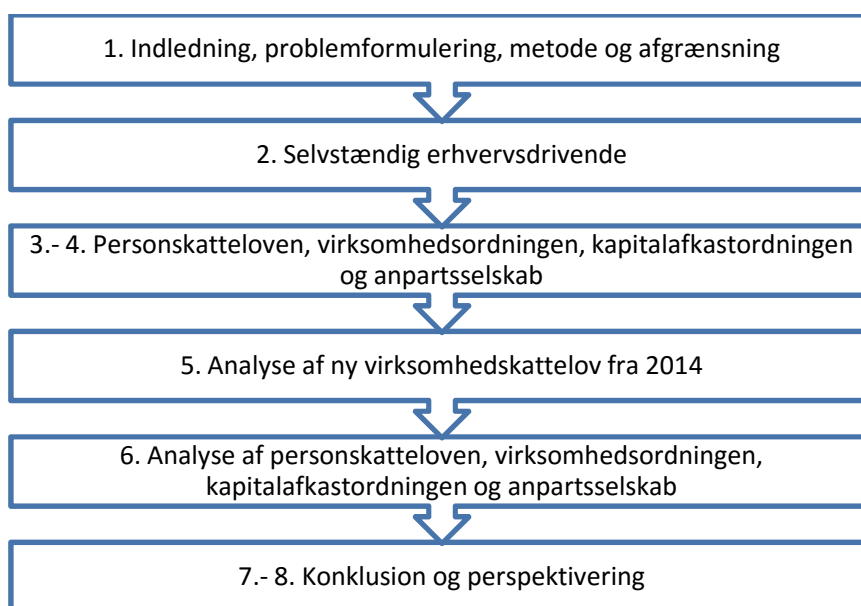 1. Indledning, problemformulering, metode og afgrænsning
2. Selvstændig erhvervsdrivende
3.- 4. Personskatteloven, virksomhedsordningen, kapitalafkastordningen
og anpartsselskab
5. Analyse af ny virksomhedskattelov fra 2014
6. Analyse af personskatteloven, virksomhedsordningen,
kapitalafkastordningen og anpartsselskab
7.- 8. Konklusion og perspektivering